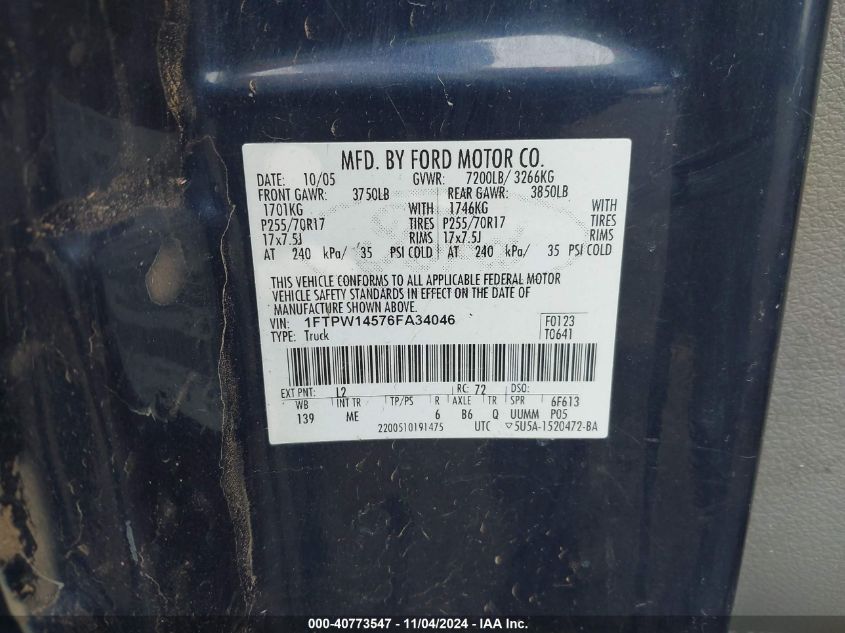 MFD. BY FORD MOTOR CO.
DATE: 10/05 GVWR: 7200LB/ 3266KG
FRONT GAWR: 3750LB REAR GAWR: 3850LB
1701KG WITH 1746KG WITH
P255/70R17 TIRES P255/70R17 TIRES
17x7.5J RIMS 17x7.5J RIMS
AT 240 kPa/ 35 PSI COLD AT 240 kPa/ 35 PSI COLD
THIS VEHICLE CONFORMS TO ALL APPLICABLE FEDERAL MOTOR
VEHICLE SAFETY STANDARDS IN EFFECT ON THE DATE OF
MANUFACTURE SHOWN ABOVE.
VIN: 1FTPW14576FA34046 F0123
TYPE: Truck T0641
EXT PNT: L2 RC: 72 DSO:
WB INT TR TP/PS R AXLE TR SPR 6F613
139 ME 6 B6 Q UUMM P05
2200510191475 UTC ▽5U5A-1520472-BA
000-40773547 - 11/04/2024 - IAA Inc.